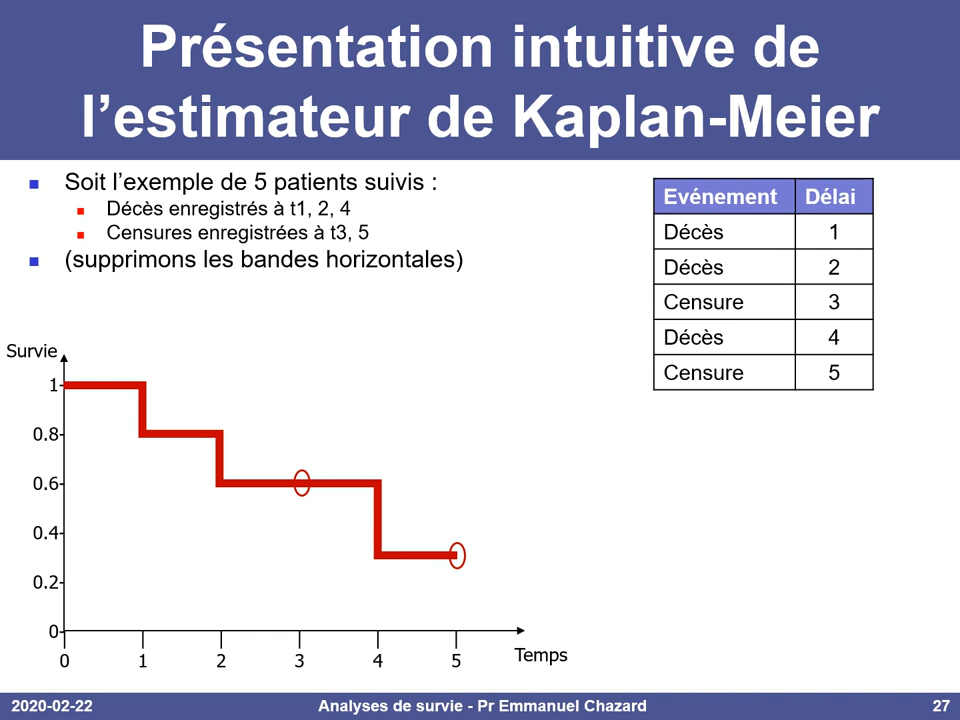 Présentation intuitive de
l’estimateur de Kaplan-Meier
Soit l’exemple de 5 patients suivis :
Décès enregistrés à t1, 2, 4
Censures enregistrées à t3, 5
(supprimons les bandes horizontales)
Evénement Délai
Décès 1
Décès 2
Censure 3
Décès 4
Censure 5
Survie
1
0.8
0.6
0.4
0.2
0
0 1 2 3 4 5
Temps
2020-02-22 Analyses de survie - Pr Emmanuel Chazard 27